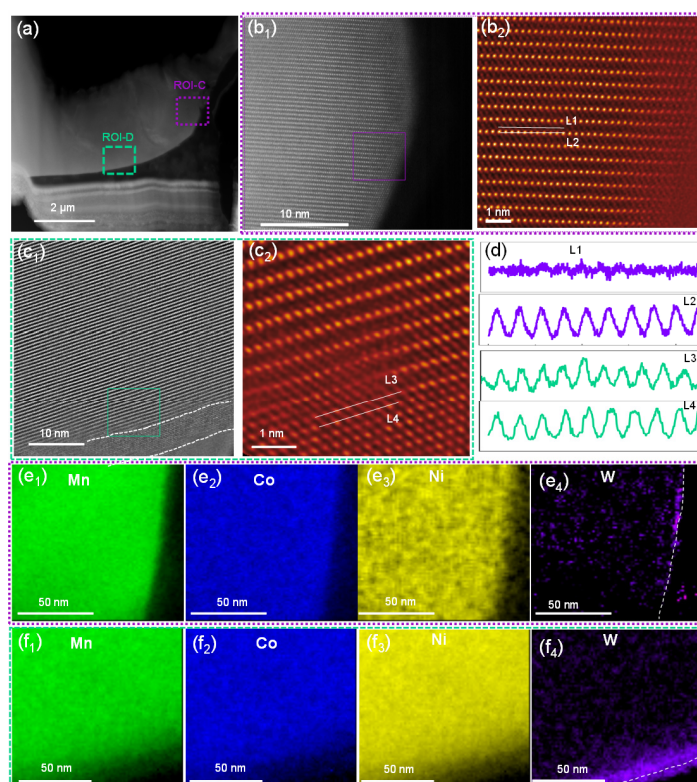 (a)
ROI-C
ROI-D
2 µm
(b₁)
10 nm
(b₂)
L1
L2
1 nm
(c₁)
10 nm
(c₂)
L3
L4
1 nm
(d)
L1
L2
L3
L4
(e₁)
Mn
50 nm
(e₂)
Co
50 nm
(e₃)
Ni
50 nm
(e₄)
W
50 nm
(f₁)
Mn
50 nm
(f₂)
Co
50 nm
(f₃)
Ni
50 nm
(f₄)
W
50 nm